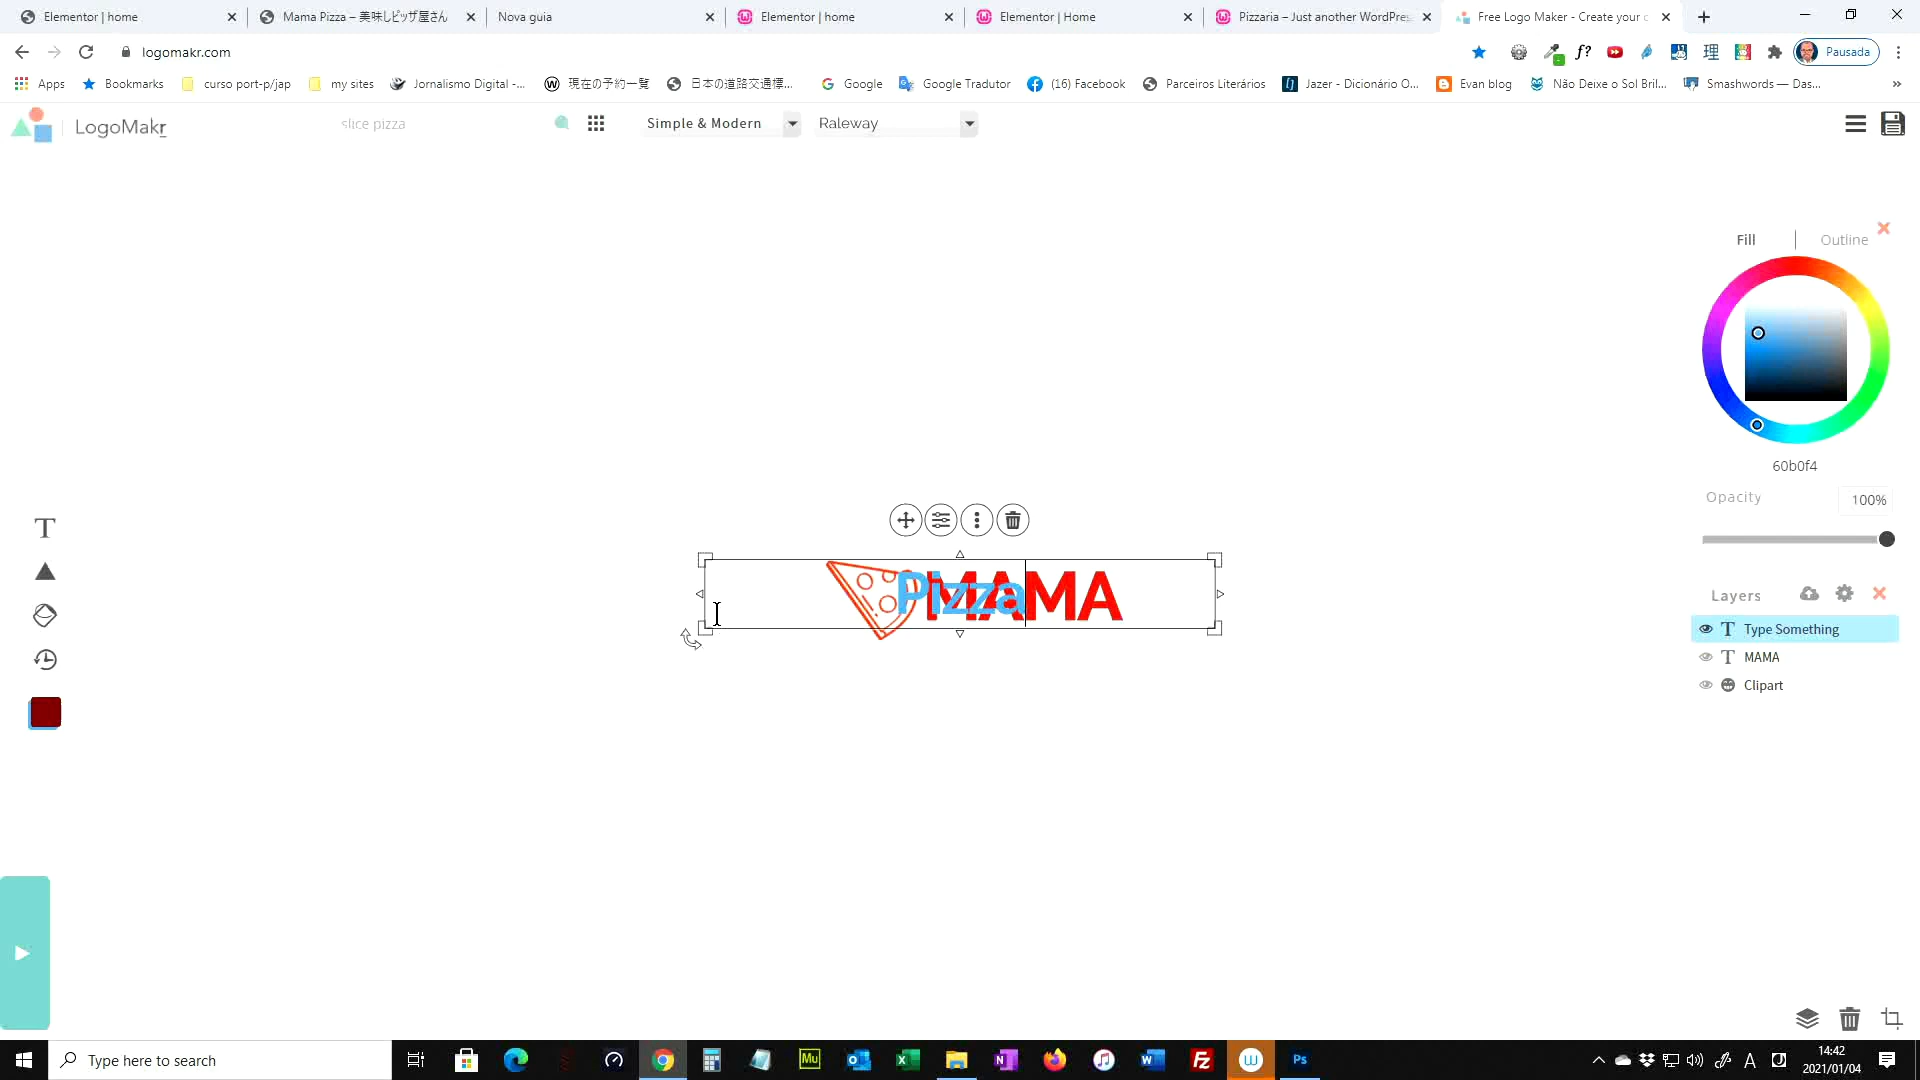 Elementor | home
Mama Pizza – 美味しピッザ屋さん
Nova guia
Elementor | home
Elementor | Home
Pizzaria – Just another WordPres
Free Logo Maker - Create your
logomakr.com
Pausada
Apps
Bookmarks
curso port-p/jap
my sites
Jornalismo Digital -...
現在の予約一覧
日本の道路交通標...
Google
Google Tradutor
(16) Facebook
Parceiros Literários
Jazer - Dicionário O...
Evan blog
Não Deixe o Sol Bril...
Smashwords — Das...
»
LogoMakr
slice pizza
Simple & Modern
Raleway
Fill
Outline
60b0f4
Opacity
100%
Pizza
MAMA
Layers
Type Something
MAMA
Clipart
Type here to search
14:42
2021/01/04